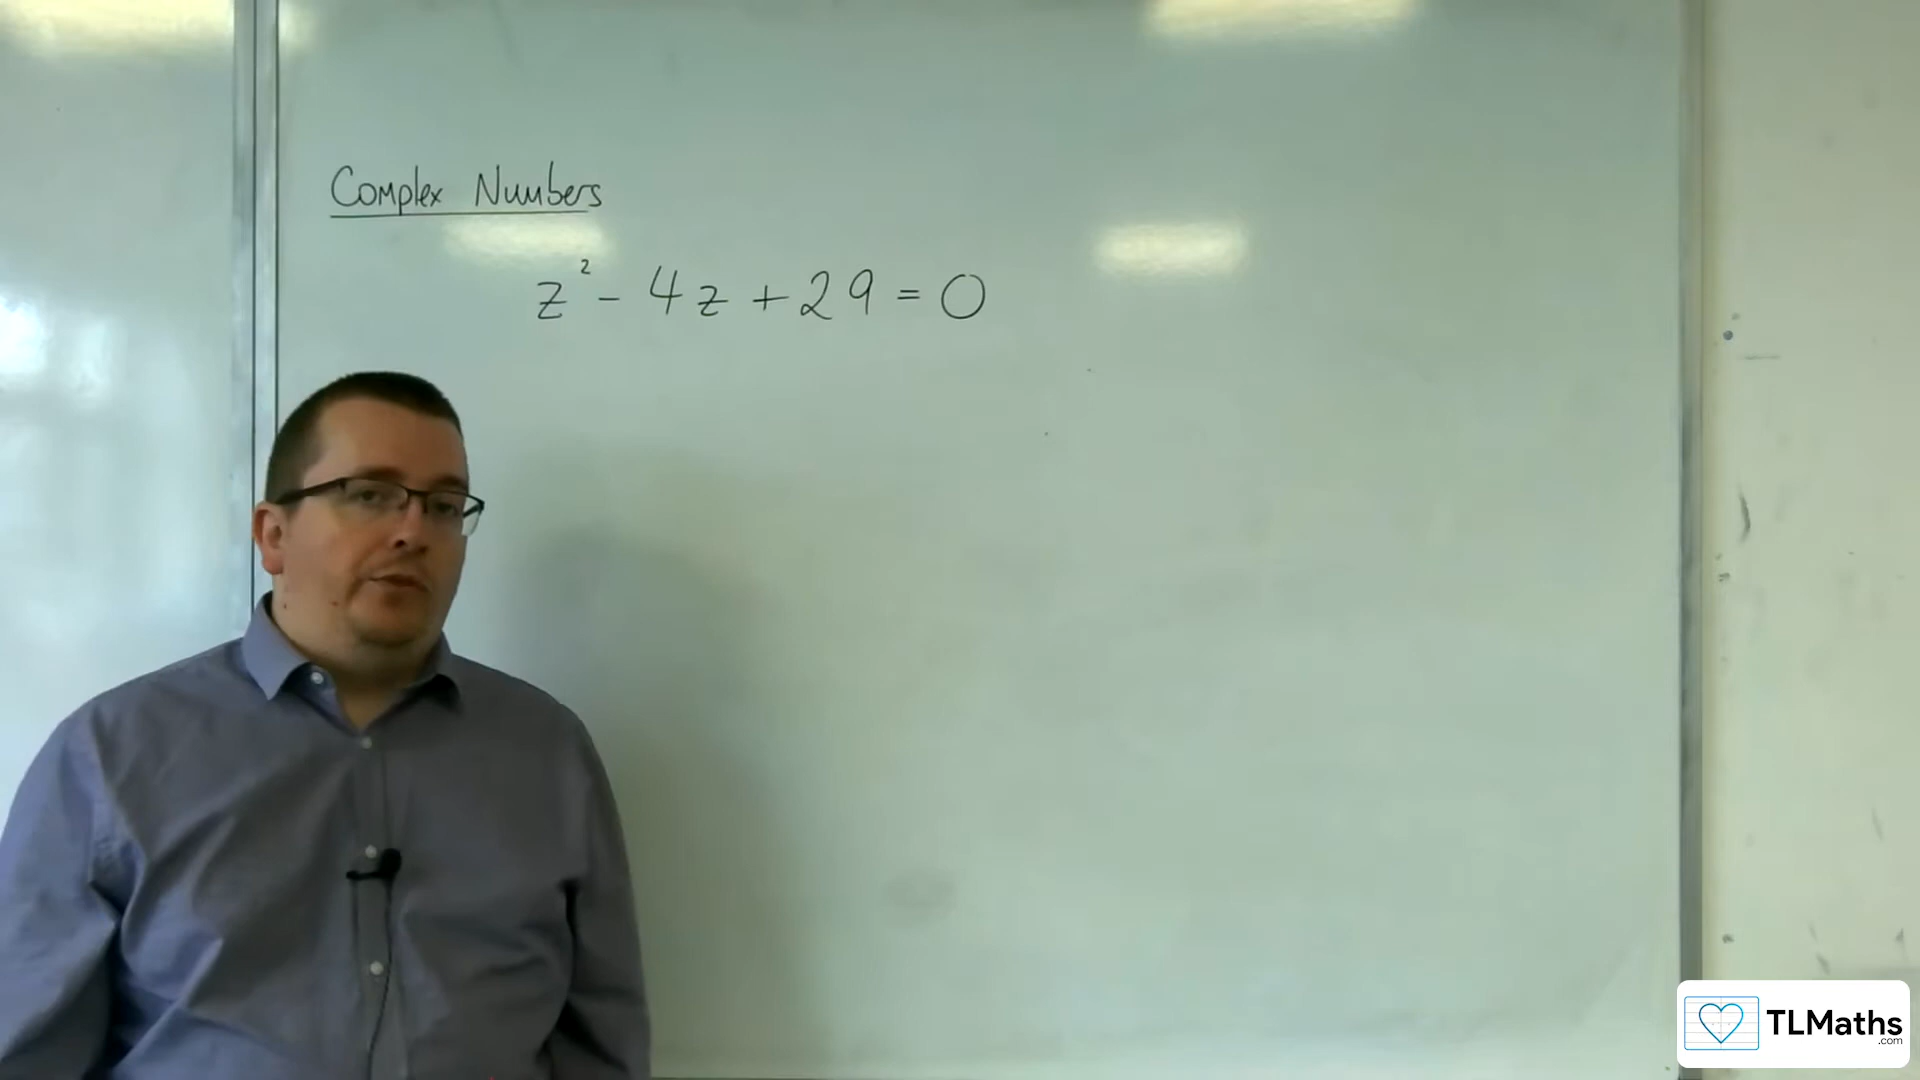 Complex Numbers
z² - 4z + 29 = 0
TLMaths
.com